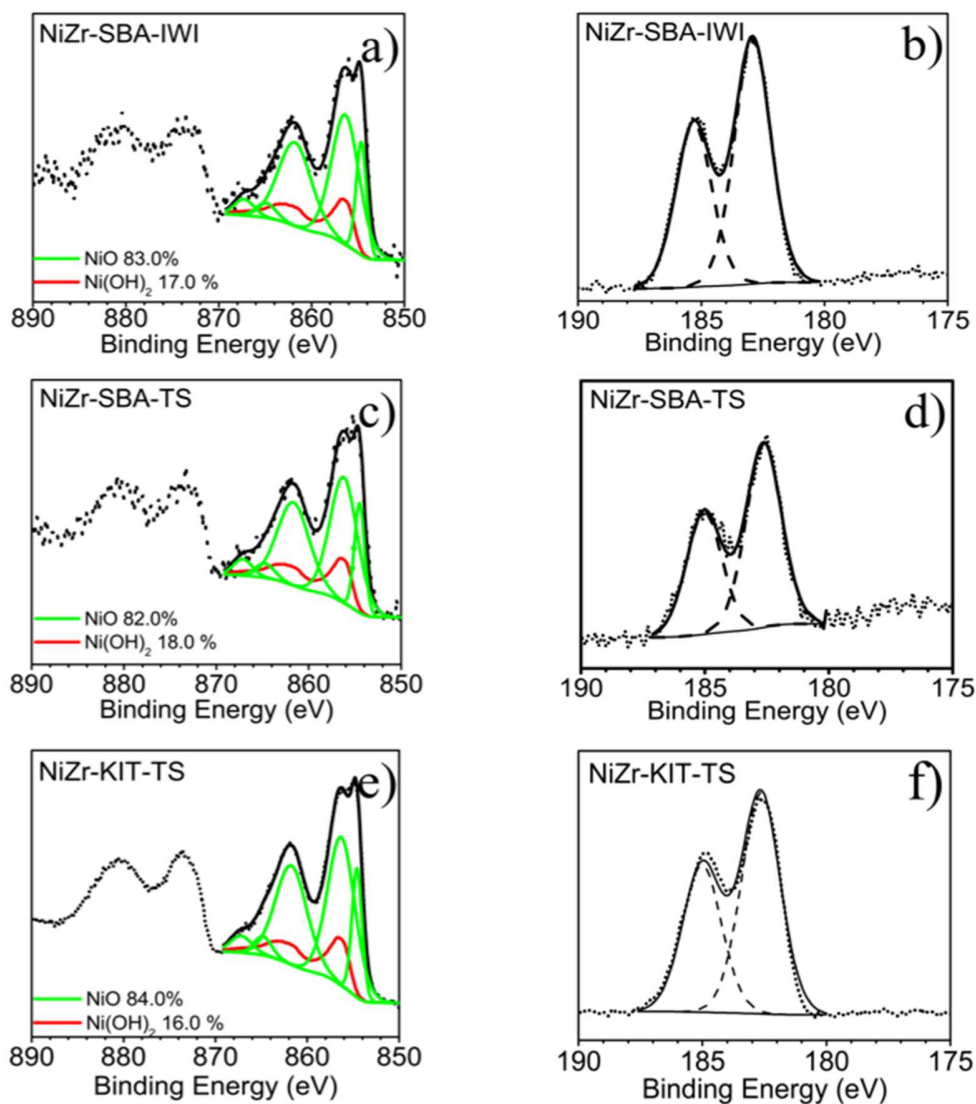 NiZr-SBA-IWI
a)
NiO 83.0%
Ni(OH)2 17.0 %
890 880 870 860 850
Binding Energy (eV)
NiZr-SBA-IWI
b)
190 185 180 175
Binding Energy (eV)
NiZr-SBA-TS
c)
NiO 82.0%
Ni(OH)2 18.0 %
890 880 870 860 850
Binding Energy (eV)
NiZr-SBA-TS
d)
190 185 180 175
Binding Energy (eV)
NiZr-KIT-TS
e)
NiO 84.0%
Ni(OH)2 16.0 %
890 880 870 860 850
Binding Energy (eV)
NiZr-KIT-TS
f)
190 185 180 175
Binding Energy (eV)